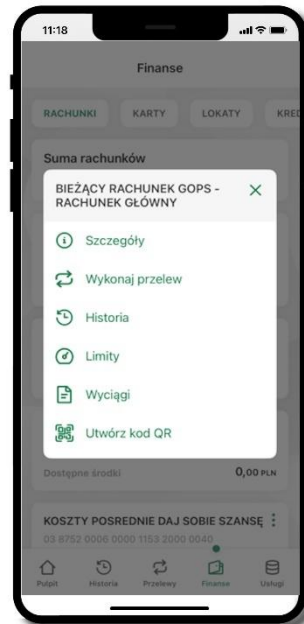 11:18
Finanse
RACHUNKI KARTY LOKATY KRED
Suma rachunków
BIEŻĄCY RACHUNEK GOPS -
RACHUNEK GŁÓWNY
Szczegóły
Wykonaj przelew
Historia
Limity
Wyciągi
Utwórz kod QR
Dostępne środki 0,00 PLN
KOSZTY POSREDNIE DAJ SOBIE SZANSĘ
03 8752 0006 0000 1153 2000 0040
Pulpit Historia Przelewy Finanse Usługi